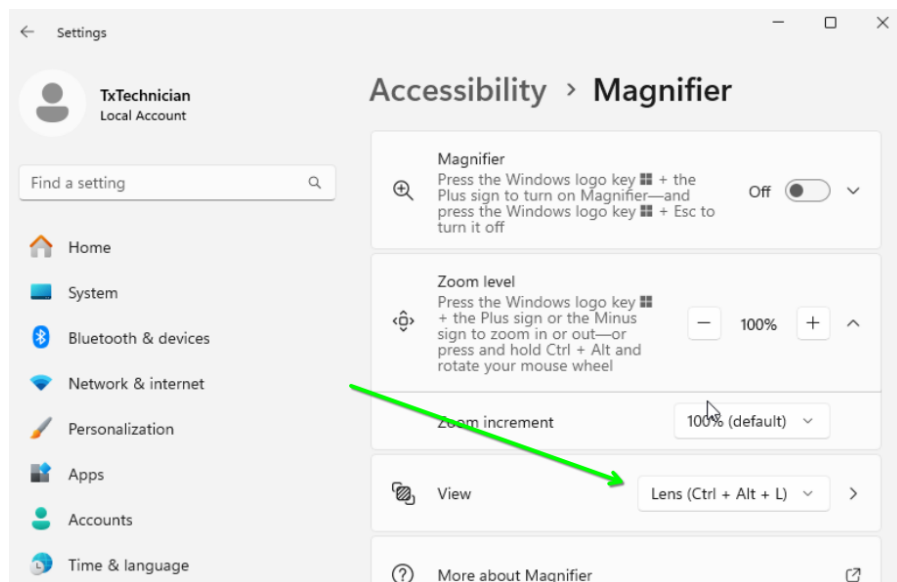 Settings
TxTechnician
Local Account
Find a setting
Home
System
Bluetooth & devices
Network & internet
Personalization
Apps
Accounts
Time & language
Accessibility > Magnifier
Magnifier
Press the Windows logo key + the
Plus sign to turn on Magnifier—and
press the Windows logo key + Esc to
turn it off
Off
Zoom level
Press the Windows logo key
+ the Plus sign or the Minus
sign to zoom in or out—or
press and hold Ctrl + Alt and
rotate your mouse wheel
100%
Zoom increment
100% (default)
View
Lens (Ctrl + Alt + L)
More about Magnifier